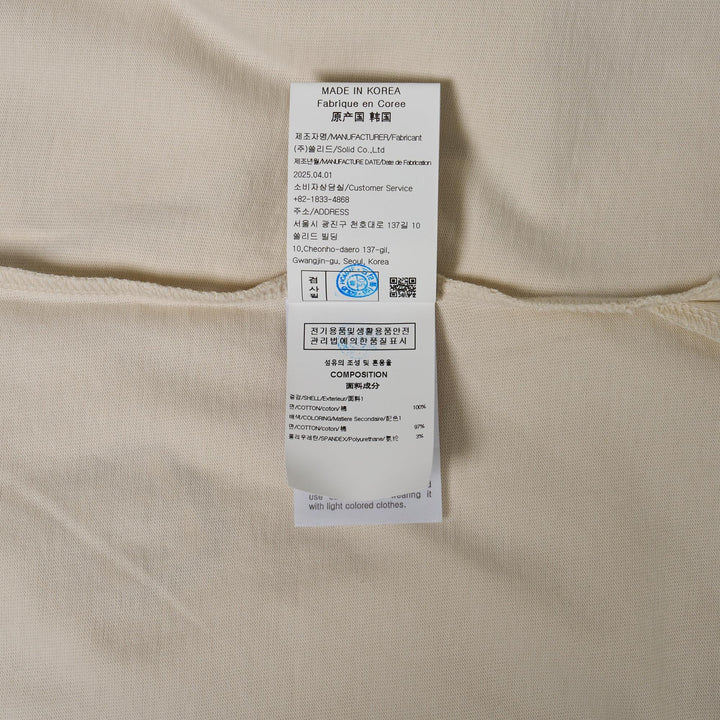 MADE IN KOREA
Fabrique en Coree
原产国 韩国
제조자명/MANUFACTURER/Fabricant
(주)쏠리드/Solid Co.,Ltd
제조년월/MANUFACTURE DATE/Date de Fabrication
2025.04.01
소비자상담실/Customer Service
+82-1833-4868
주소/ADDRESS
서울시 광진구 천호대로 137길 10
쏠리드 빌딩
10,Cheonho-daero 137-gil,
Gwangjin-gu, Seoul, Korea
검
사
필
전기용품및생활용품안전
관리법에의한품질표시
섬유의 조성 및 혼용율
COMPOSITION
面料成分
겉감/SHELL/Exterieur/面料1
면/COTTON/coton/棉 100%
배색/COLORING/Matiere Secondaire/配色1
면/COTTON/coton/棉 97%
폴리우레탄/SPANDEX/Polyurethane/氨纶 3%
use wearing it
with light colored clothes.